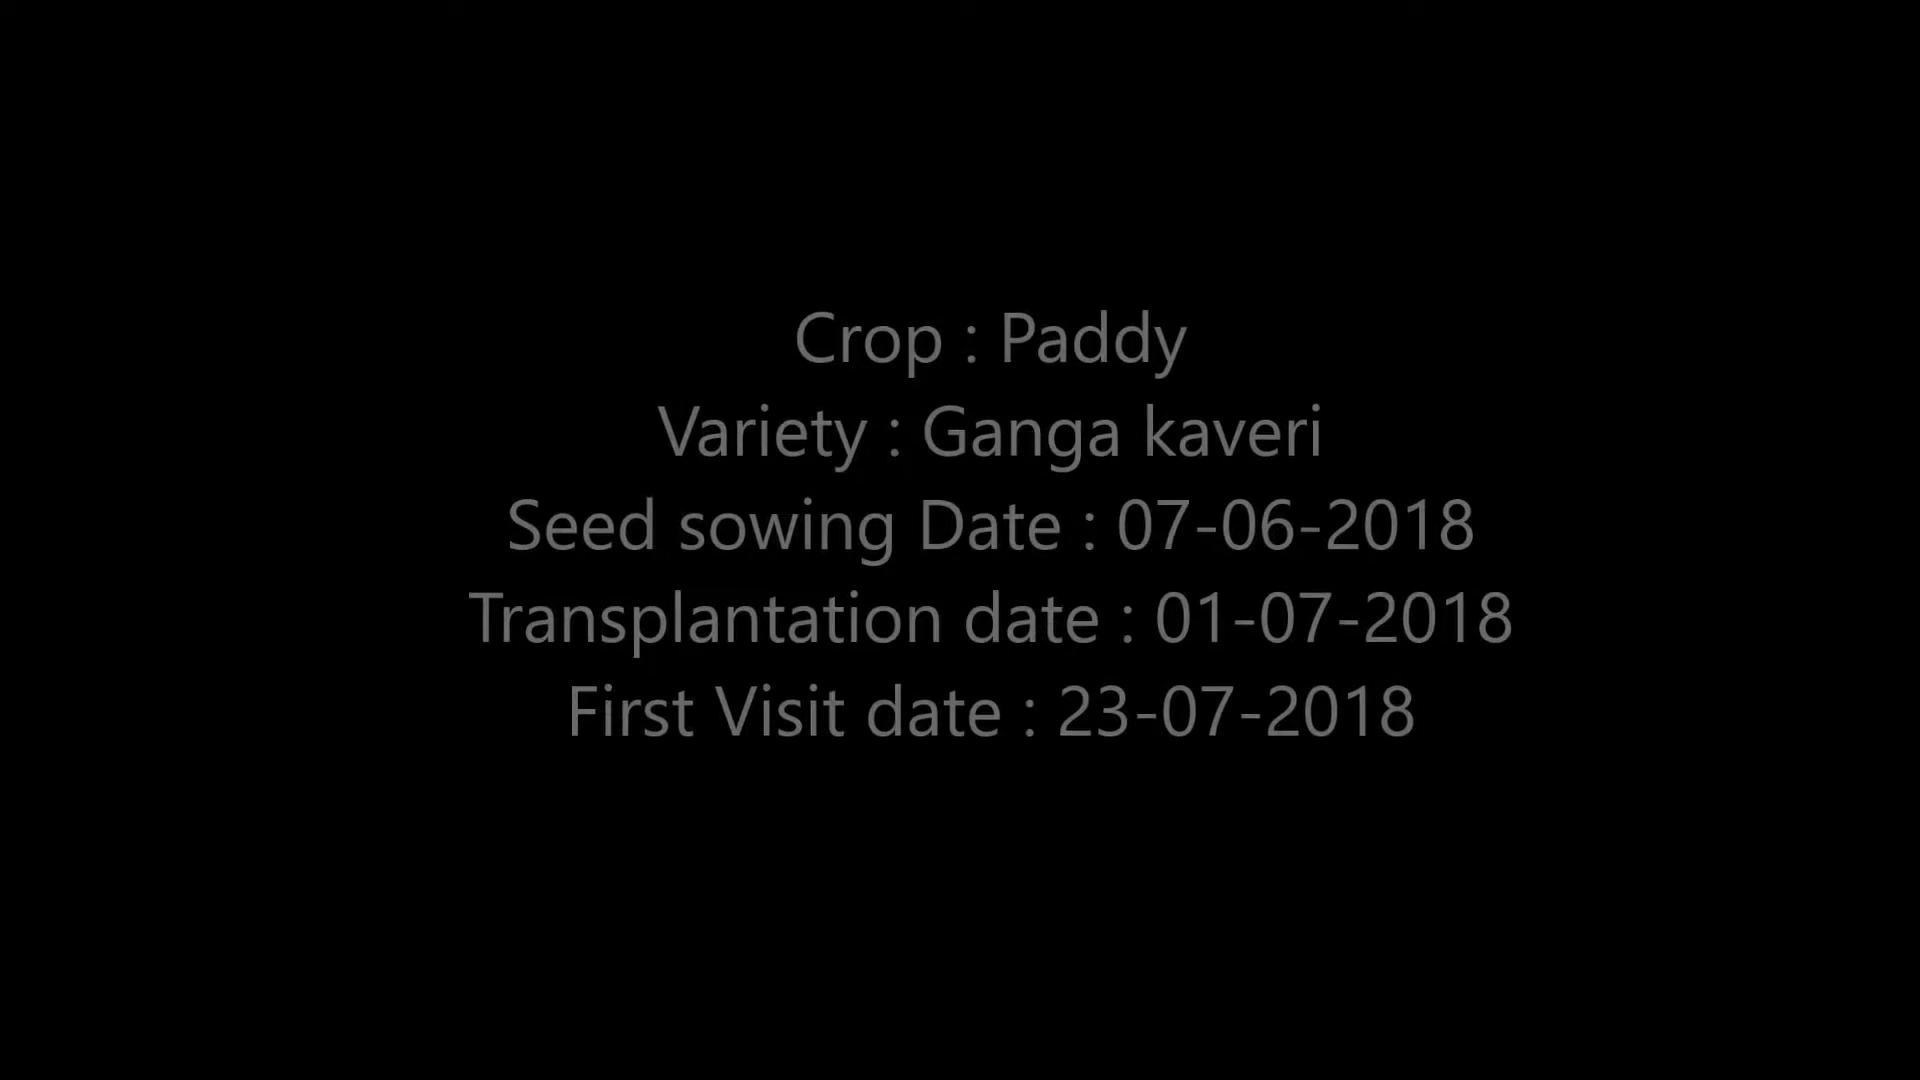 Crop : Paddy
Variety : Ganga kaveri
Seed sowing Date : 07-06-2018
Transplantation date : 01-07-2018
First Visit date : 23-07-2018